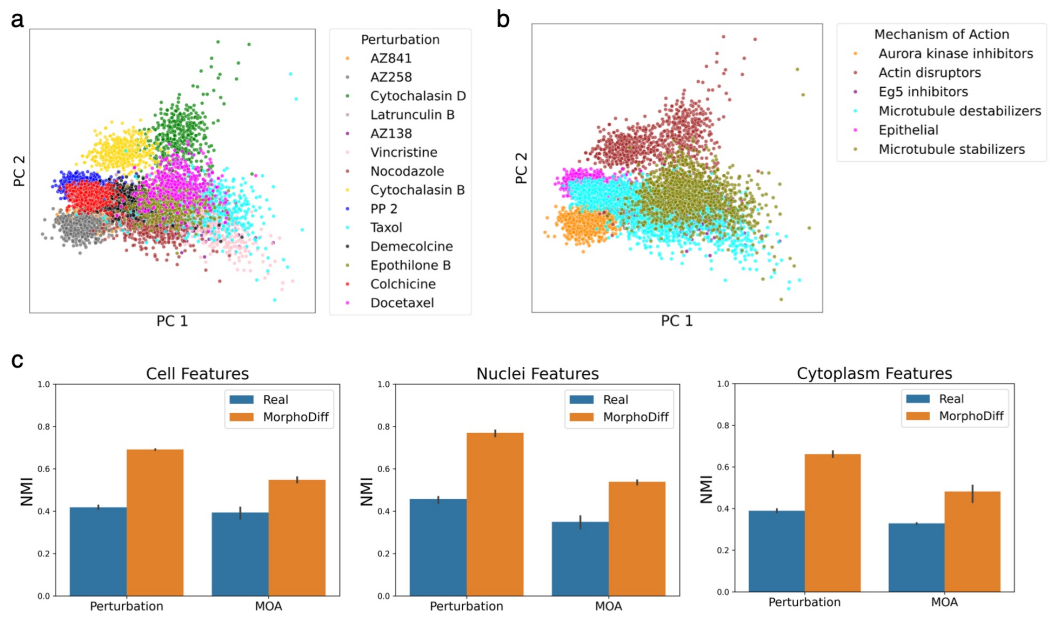 a
Perturbation
AZ841
AZ258
Cytochalasin D
Latrunculin B
AZ138
Vincristine
Nocodazole
Cytochalasin B
PP 2
Taxol
Demecolcine
Epothilone B
Colchicine
Docetaxel
PC 2
PC 1
b
Mechanism of Action
Aurora kinase inhibitors
Actin disruptors
Eg5 inhibitors
Microtubule destabilizers
Epithelial
Microtubule stabilizers
PC 2
PC 1
c
Cell Features
Real
MorphoDiff
NMI
1.0
0.8
0.6
0.4
0.2
0.0
Perturbation
MOA
Nuclei Features
Real
MorphoDiff
NMI
1.0
0.8
0.6
0.4
0.2
0.0
Perturbation
MOA
Cytoplasm Features
Real
MorphoDiff
NMI
1.0
0.8
0.6
0.4
0.2
0.0
Perturbation
MOA